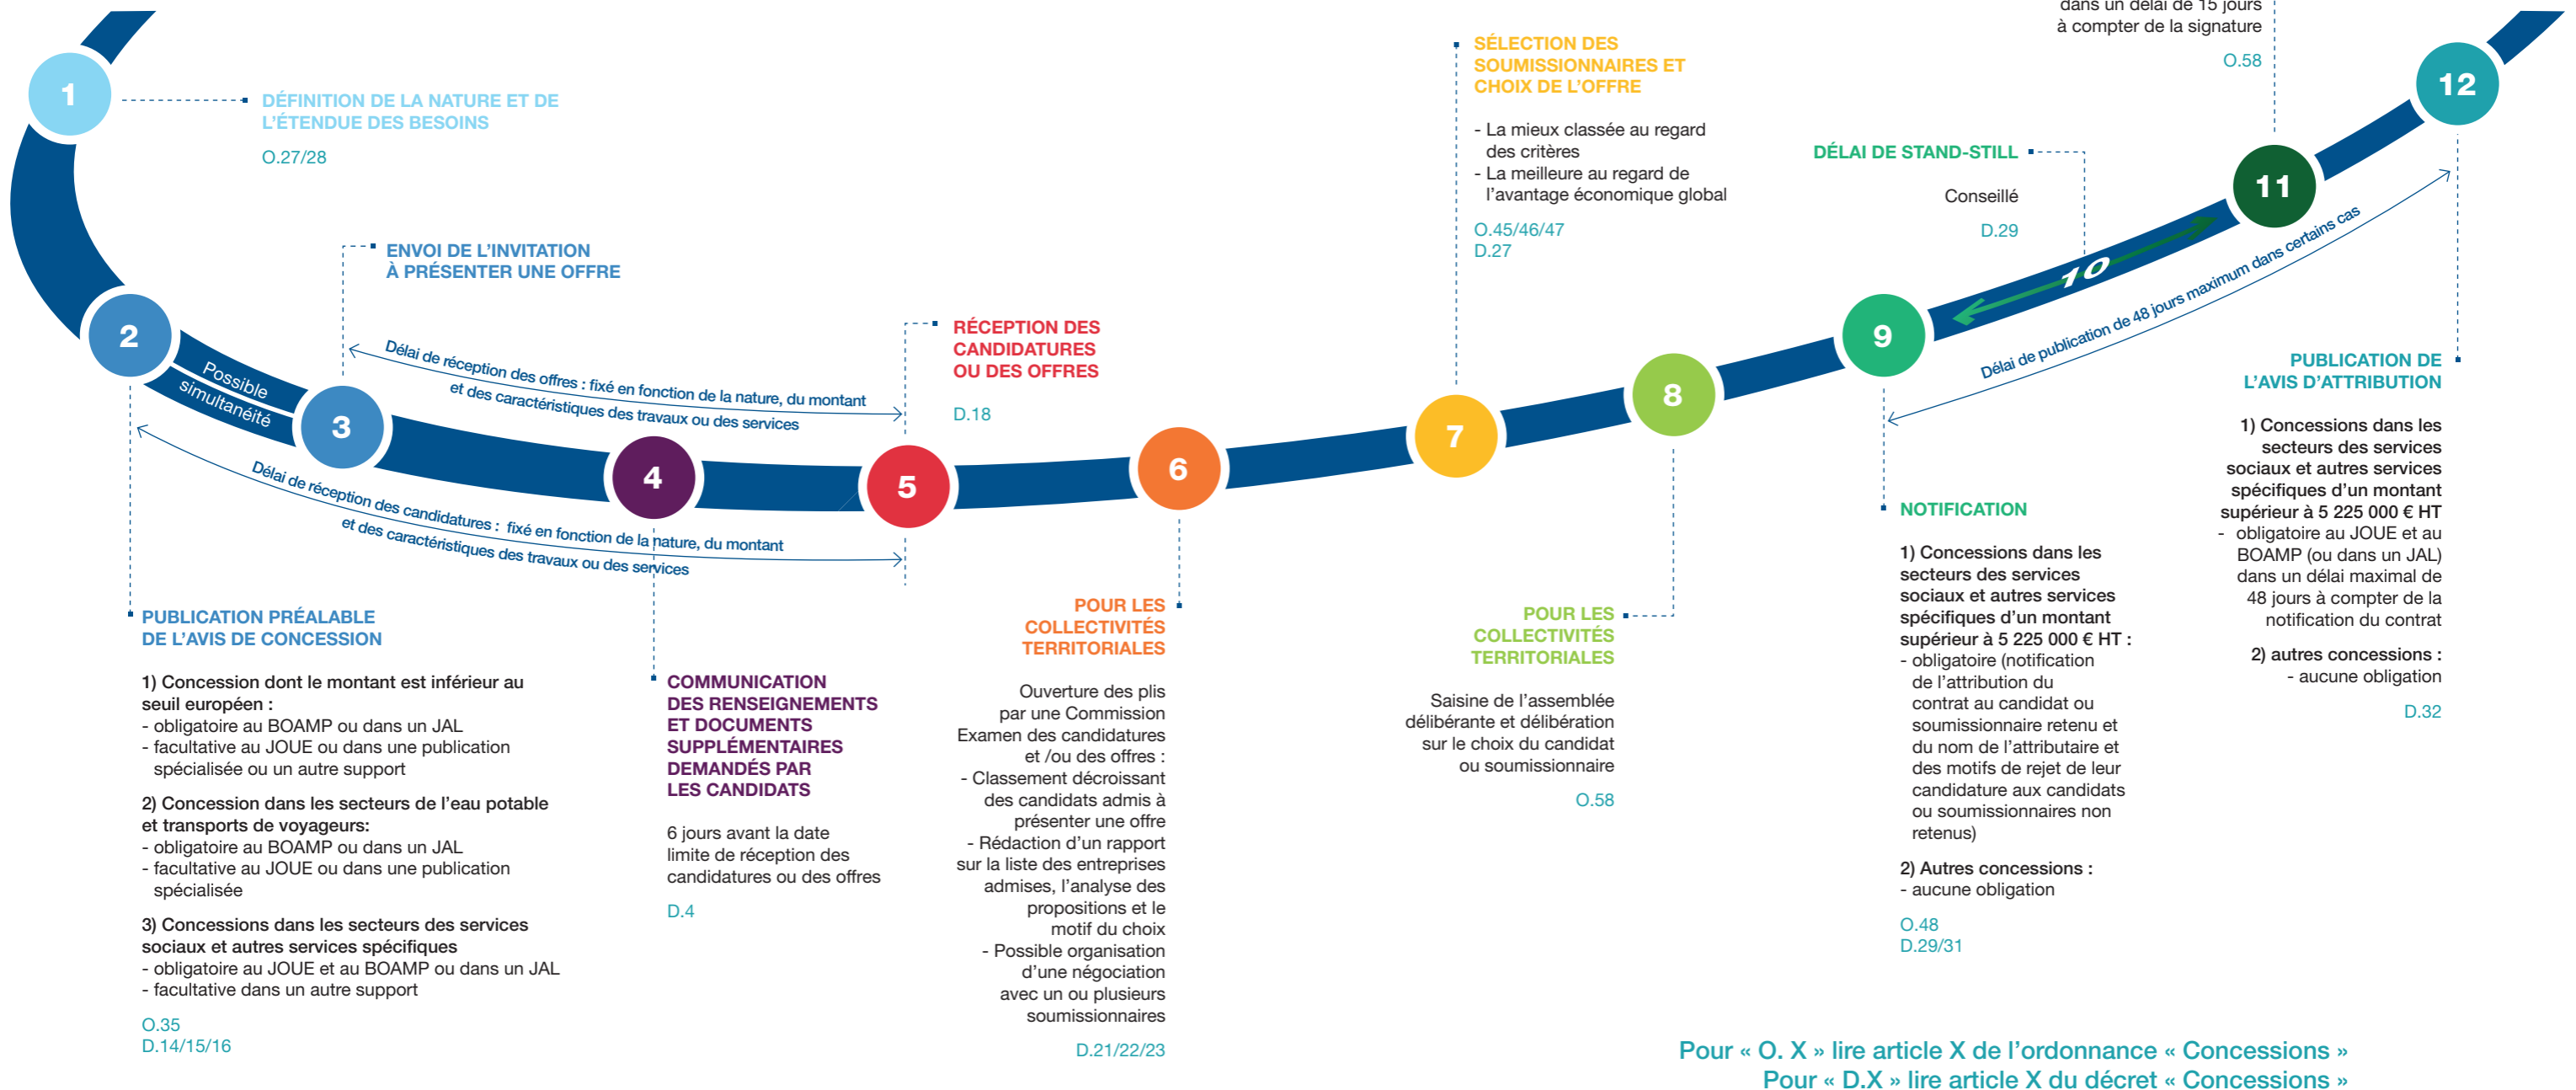 1
DÉFINITION DE LA NATURE ET DE
L'ÉTENDUE DES BESOINS
O.27/28
2
Possible
simultanéité
PUBLICATION PRÉALABLE
DE L'AVIS DE CONCESSION
1) Concession dont le montant est inférieur au
seuil européen :
- obligatoire au BOAMP ou dans un JAL
- facultative au JOUE ou dans une publication
spécialisée ou un autre support
2) Concession dans les secteurs de l'eau potable
et transports de voyageurs:
- obligatoire au BOAMP ou dans un JAL
- facultative au JOUE ou dans une publication
spécialisée
3) Concessions dans les secteurs des services
sociaux et autres services spécifiques
- obligatoire au JOUE et au BOAMP ou dans un JAL
- facultative dans un autre support
O.35
D.14/15/16
3
ENVOI DE L'INVITATION
À PRÉSENTER UNE OFFRE
Délai de réception des offres : fixé en fonction de la nature, du montant
et des caractéristiques des travaux ou des services
Délai de réception des candidatures : fixé en fonction de la nature, du montant
et des caractéristiques des travaux ou des services
4
COMMUNICATION
DES RENSEIGNEMENTS
ET DOCUMENTS
SUPPLÉMENTAIRES
DEMANDÉS PAR
LES CANDIDATS
6 jours avant la date
limite de réception des
candidatures ou des offres
D.4
5
RÉCEPTION DES
CANDIDATURES
OU DES OFFRES
D.18
6
POUR LES
COLLECTIVITÉS
TERRITORIALES
Ouverture des plis
par une Commission
Examen des candidatures
et /ou des offres :
- Classement décroissant
des candidats admis à
présenter une offre
- Rédaction d'un rapport
sur la liste des entreprises
admises, l'analyse des
propositions et le
motif du choix
- Possible organisation
d'une négociation
avec un ou plusieurs
soumissionnaires
D.21/22/23
7
SÉLECTION DES
SOUMISSIONNAIRES ET
CHOIX DE L'OFFRE
- La mieux classée au regard
des critères
- La meilleure au regard de
l'avantage économique global
O.45/46/47
D.27
8
POUR LES
COLLECTIVITÉS
TERRITORIALES
Saisine de l'assemblée
délibérante et délibération
sur le choix du candidat
ou soumissionnaire
O.58
9
NOTIFICATION
1) Concessions dans les
secteurs des services
sociaux et autres services
spécifiques d'un montant
supérieur à 5 225 000 € HT :
- obligatoire (notification
de l'attribution du
contrat au candidat ou
soumissionnaire retenu et
du nom de l'attributaire et
des motifs de rejet de leur
candidature aux candidats
ou soumissionnaires non
retenus)
2) Autres concessions :
- aucune obligation
O.48
D.29/31
DÉLAI DE STAND-STILL
Conseillé
D.29
10
Délai de publication de 48 jours maximum dans certains cas
dans un délai de 15 jours
à compter de la signature
O.58
11
12
PUBLICATION DE
L'AVIS D'ATTRIBUTION
1) Concessions dans les
secteurs des services
sociaux et autres services
spécifiques d'un montant
supérieur à 5 225 000 € HT
- obligatoire au JOUE et au
BOAMP (ou dans un JAL)
dans un délai maximal de
48 jours à compter de la
notification du contrat
2) autres concessions :
- aucune obligation
D.32
Pour « O. X » lire article X de l'ordonnance « Concessions »
Pour « D.X » lire article X du décret « Concessions »